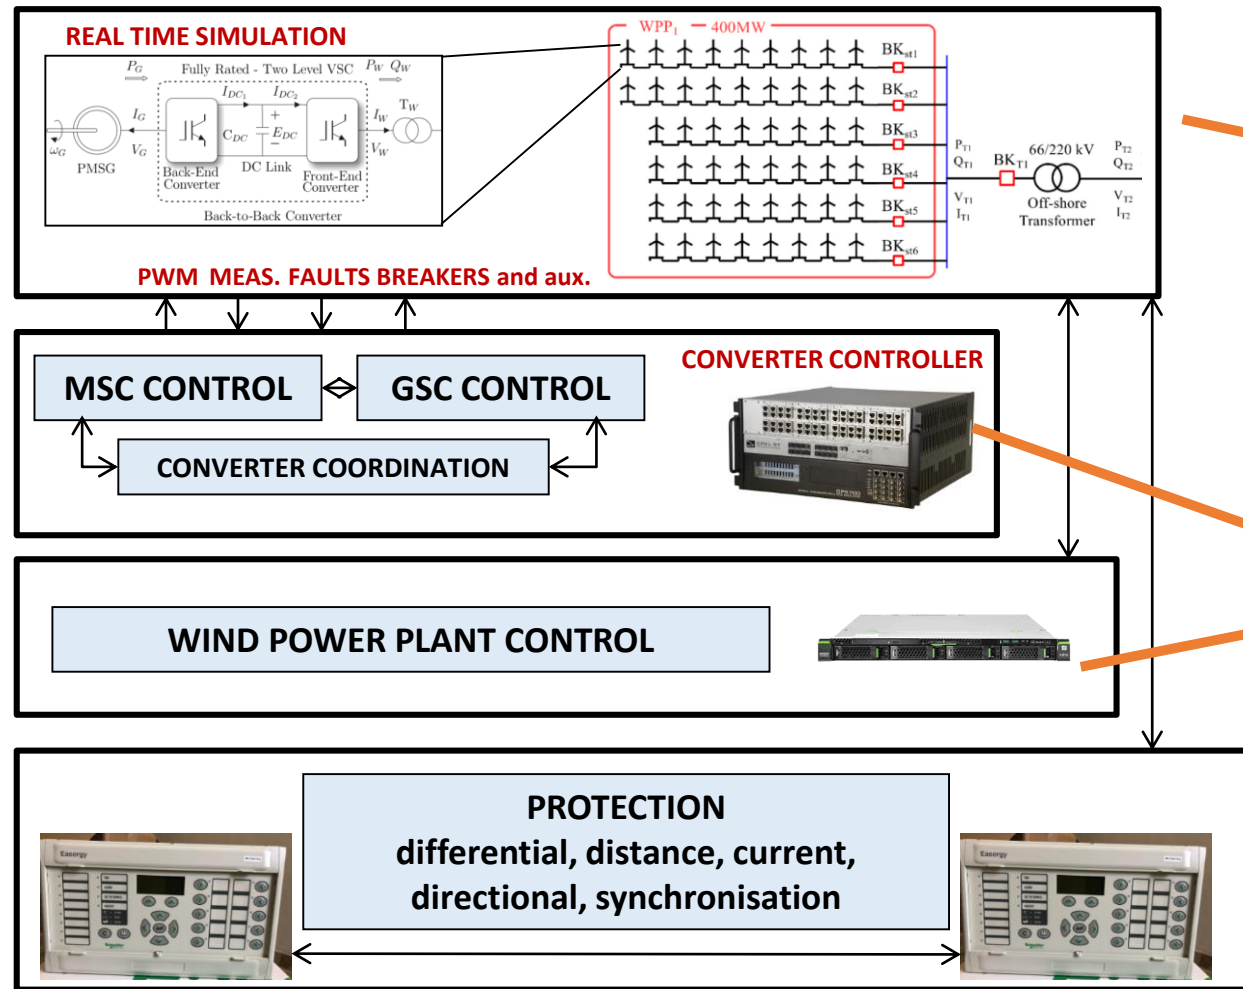 REAL TIME SIMULATION
P_G
Fully Rated - Two Level VSC
P_W Q_W
I_DC1
I_DC2
I_G
C_DC
+
E_DC
−
I_W
T_W
ω_G
V_G
V_W
PMSG
Back-End
Converter
DC Link
Front-End
Converter
Back-to-Back Converter
WPP1 — 400MW
BKst1
BKst2
BKst3
BKst4
BKst5
BKst6
PT1
QT1
VT1
IT1
BKT1
66/220 kV
Off-shore
Transformer
PT2
QT2
VT2
IT2
PWM MEAS. FAULTS BREAKERS and aux.
CONVERTER CONTROLLER
MSC CONTROL
GSC CONTROL
CONVERTER COORDINATION
WIND POWER PLANT CONTROL
PROTECTION
differential, distance, current,
directional, synchronisation
Easergy
Schneider
Easergy
Schneider